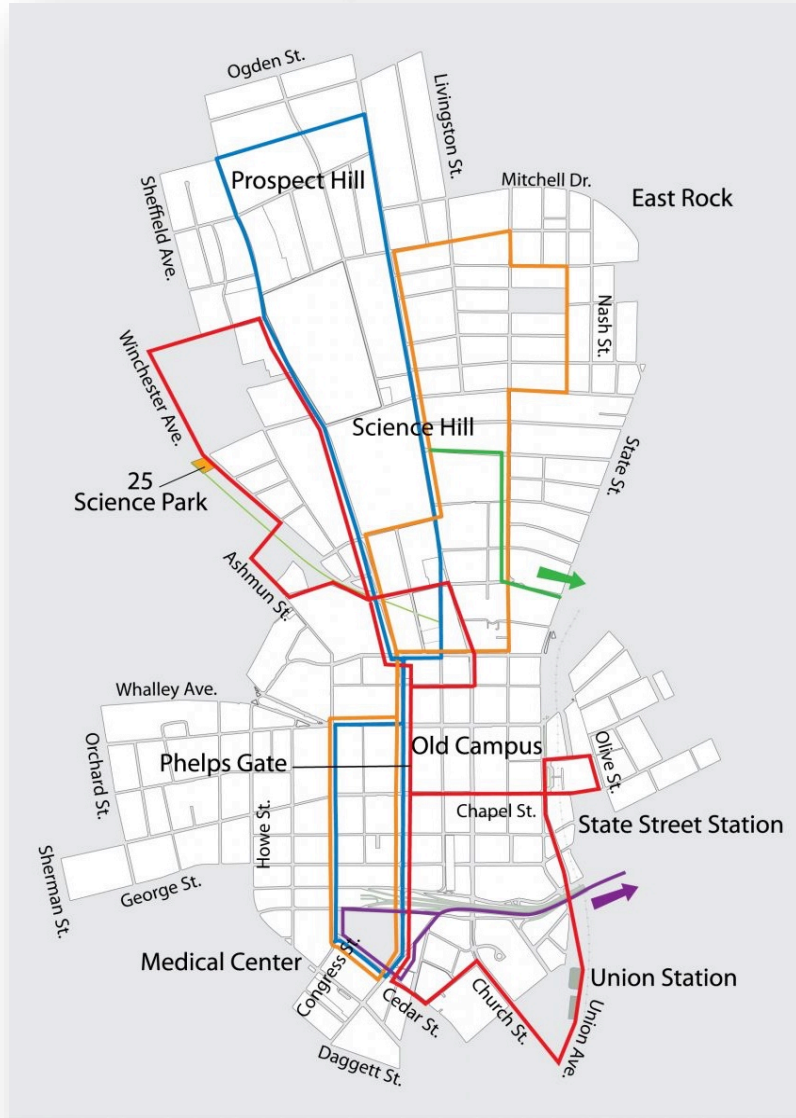 Ogden St.
Livingston St.
Prospect Hill
Mitchell Dr.
East Rock
Sheffield Ave.
Nash St.
Winchester Ave.
Science Hill
State St.
25
Science Park
Ashmun St.
Whalley Ave.
Orchard St.
Phelps Gate
Old Campus
Olive St.
Howe St.
Chapel St.
State Street Station
Sherman St.
George St.
Medical Center
Congress St.
Cedar St.
Church St.
Union Station
Union Ave.
Daggett St.